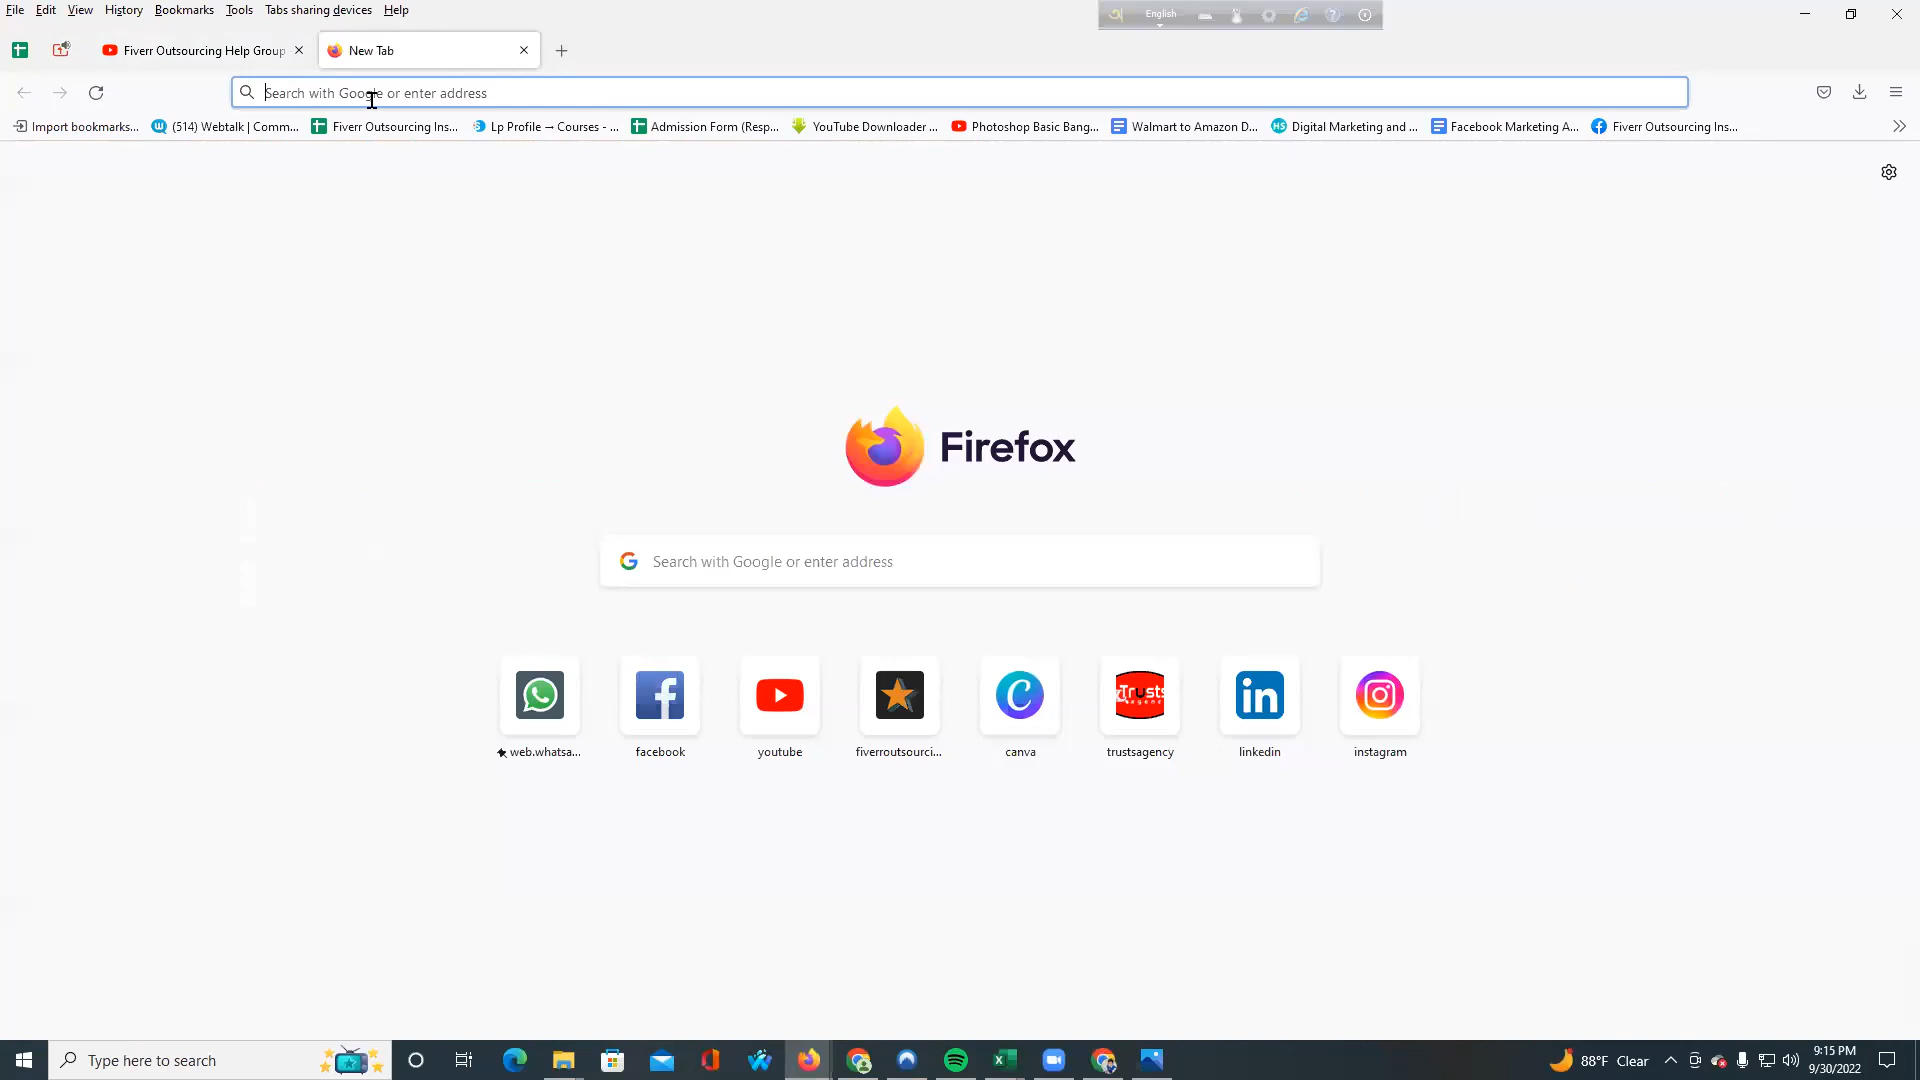 File Edit View History Bookmarks Tools Tabs sharing devices Help
English
Fiverr Outsourcing Help Group
New Tab
Search with Google or enter address
Import bookmarks...
(514) Webtalk | Comm...
Fiverr Outsourcing Ins...
Lp Profile → Courses - ...
Admission Form (Resp...
YouTube Downloader ...
Photoshop Basic Bang...
Walmart to Amazon D...
Digital Marketing and ...
Facebook Marketing A...
Fiverr Outsourcing Ins...
Firefox
Search with Google or enter address
Trusts
agency
web.whatsa...
facebook
youtube
fiverroutsourci...
canva
trustsagency
linkedin
instagram
Type here to search
88°F Clear
9:15 PM
9/30/2022